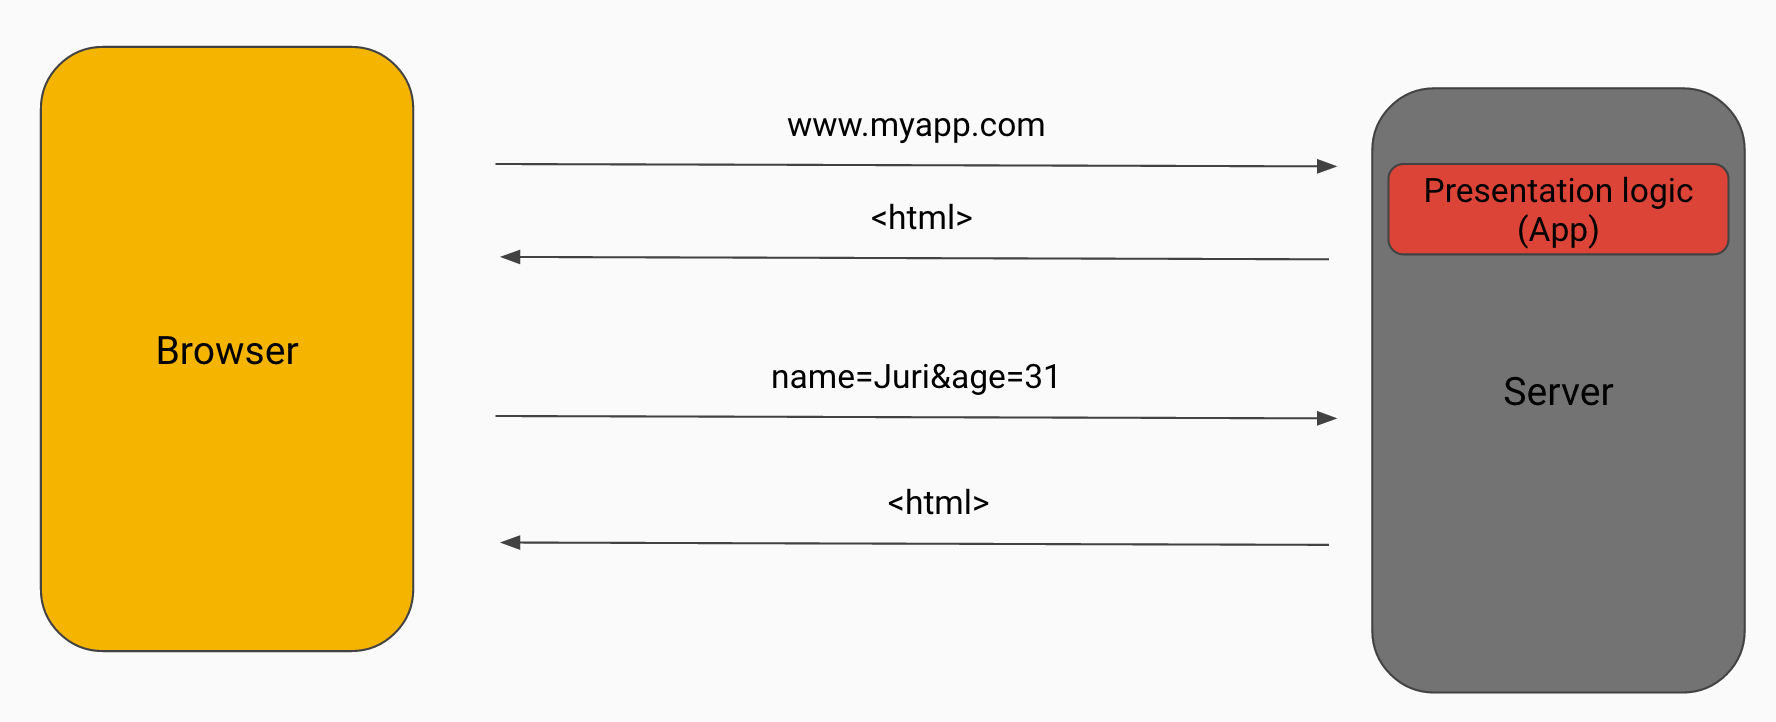 www.myapp.com
<html>
Presentation logic
(App)
Browser
name=Juri&age=31
Server
<html>